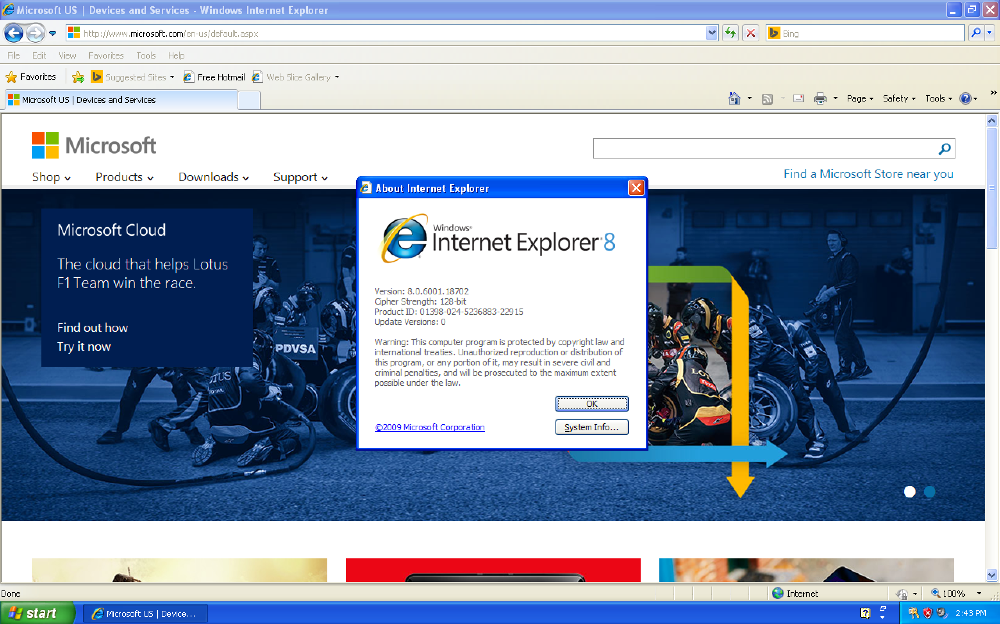 Microsoft US | Devices and Services - Windows Internet Explorer
http://www.microsoft.com/en-us/default.aspx
Bing
File Edit View Favorites Tools Help
Favorites Suggested Sites Free Hotmail Web Slice Gallery
Microsoft US | Devices and Services
Page Safety Tools
Microsoft
Shop Products Downloads Support
Find a Microsoft Store near you
Microsoft Cloud
The cloud that helps Lotus
F1 Team win the race.
Find out how
Try it now
PDVSA
LOTUS
TOTAL
About Internet Explorer
Windows®
Internet Explorer 8
Version: 8.0.6001.18702
Cipher Strength: 128-bit
Product ID: 01398-024-5236883-22915
Update Versions: 0
Warning: This computer program is protected by copyright law and
international treaties. Unauthorized reproduction or distribution of
this program, or any portion of it, may result in severe civil and
criminal penalties, and will be prosecuted to the maximum extent
possible under the law.
OK
©2009 Microsoft Corporation
System Info...
Done
Internet
100%
start
Microsoft US | Device...
2:43 PM